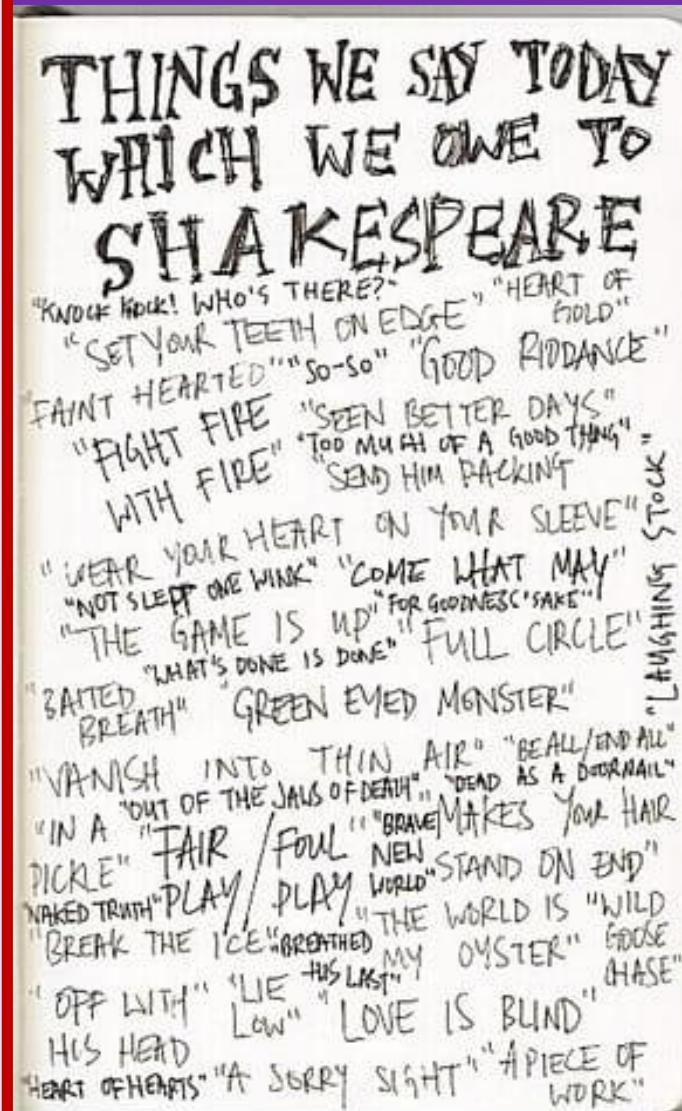 THINGS WE SAY TODAY
WHICH WE OWE TO
SHAKESPEARE
"KNOCK KNOCK! WHO'S THERE?"
"HEART OF
GOLD"
"SET YOUR TEETH ON EDGE"
"FAINT HEARTED"
"SO-SO"
"GOOD RIDDANCE"
"FIGHT FIRE
WITH FIRE"
"SEEN BETTER DAYS"
"TOO MUCH OF A GOOD THING"
"SEND HIM PACKING
"LAUGHING STOCK"
"WEAR YOUR HEART ON YOUR SLEEVE"
"NOT SLEPT ONE WINK"
"COME WHAT MAY"
"THE GAME IS UP"
"FOR GOODNESS' SAKE"
"WHAT'S DONE IS DONE"
"FULL CIRCLE"
"BAITED
BREATH"
"GREEN EYED MONSTER"
"VANISH INTO THIN AIR"
"BE ALL/END ALL"
"OUT OF THE JAWS OF DEATH"
"DEAD AS A DOORNAIL"
"IN A
PICKLE"
"FAIR
PLAY/
FOUL
PLAY
"BRAVE
NEW
WORLD"
MAKES YOUR HAIR
STAND ON END"
"NAKED TRUTH"
"THE WORLD IS
MY OYSTER"
"WILD
GOOSE
CHASE"
"BREAK THE ICE"
"BREATHED
HIS LAST"
"OFF WITH"
HIS HEAD
"LIE
LOW"
"LOVE IS BLIND"
"HEART OF HEARTS"
"A SORRY SIGHT"
"A PIECE OF
WORK"